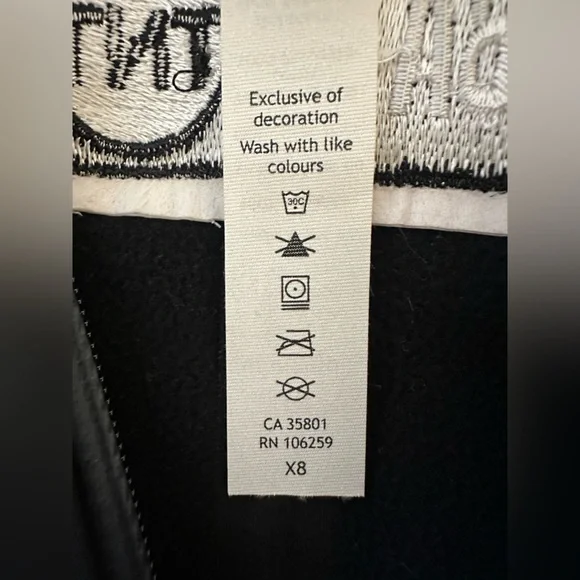 Exclusive of
decoration
Wash with like
colours
30C
CA 35801
RN 106259
X8